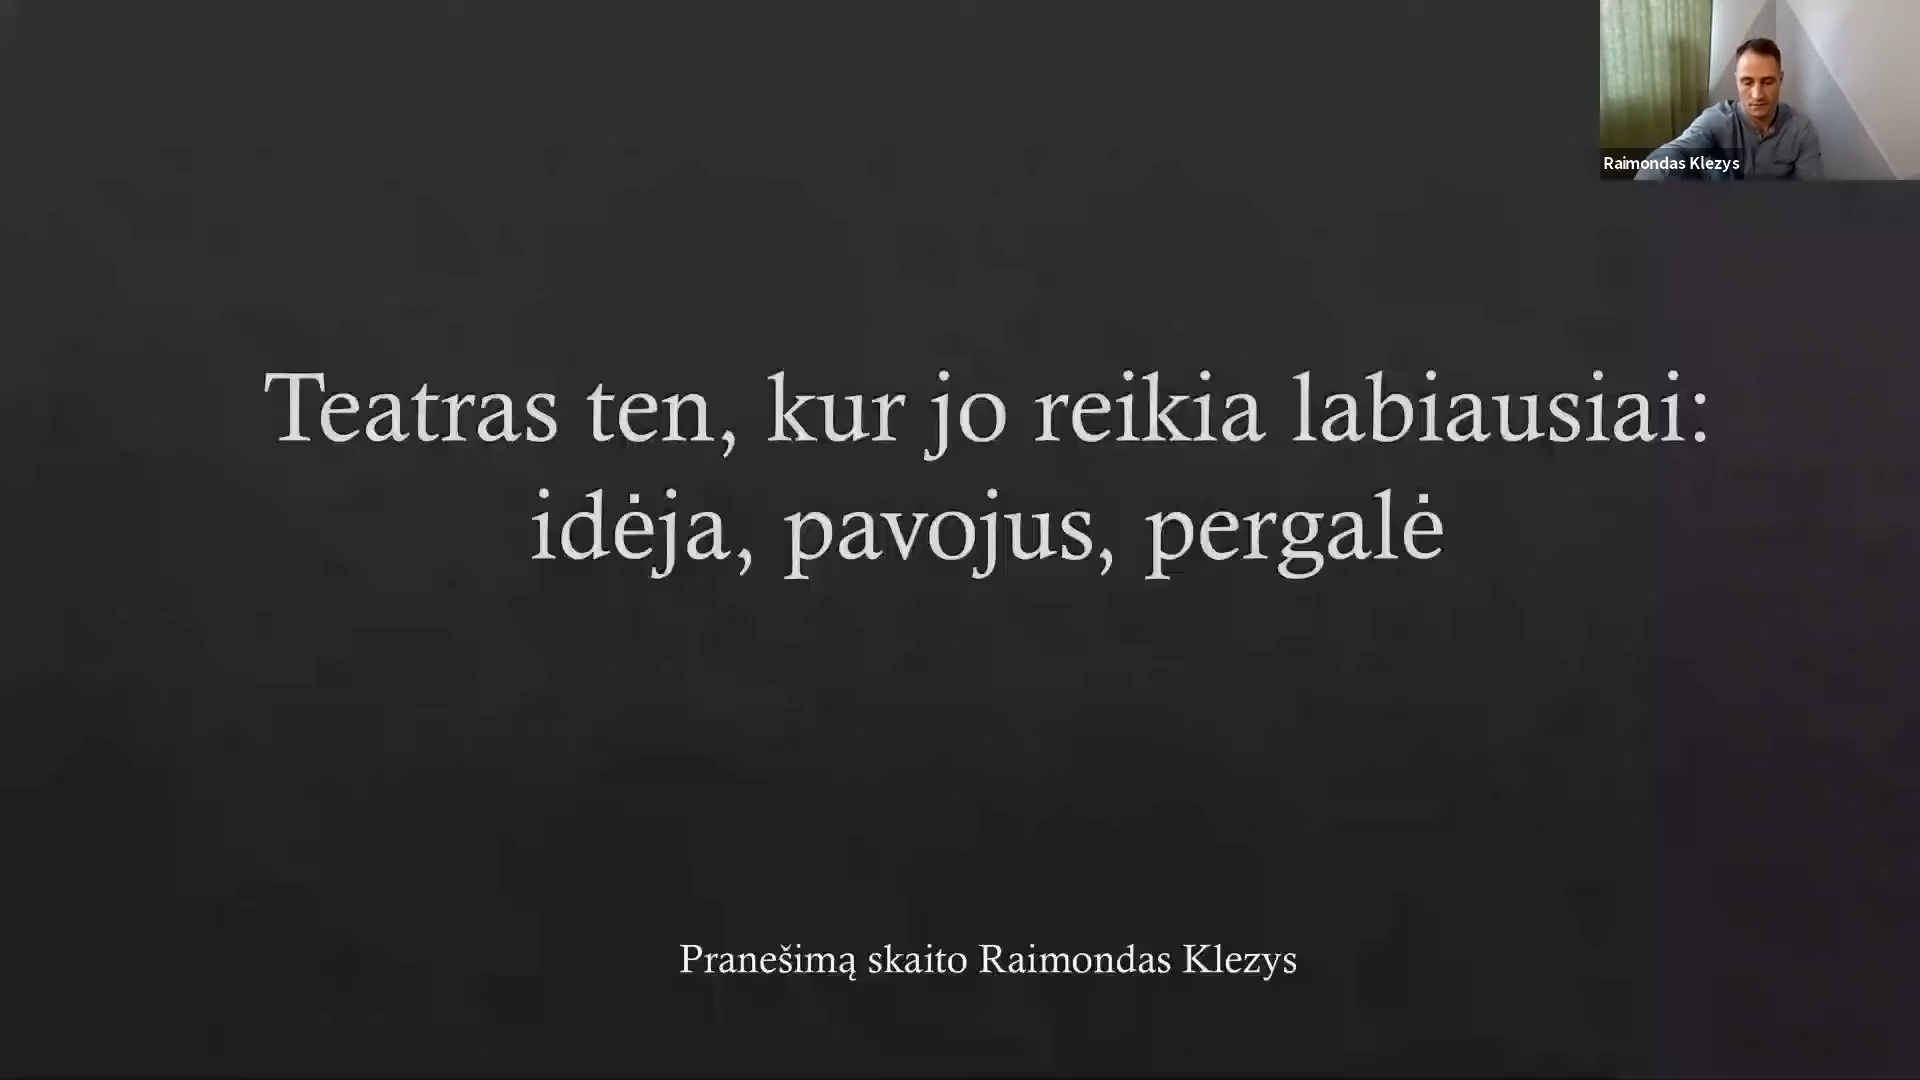 Raimondas Klezys
Teatras ten, kur jo reikia labiausiai:
idėja, pavojus, pergalė
Pranešimą skaito Raimondas Klezys